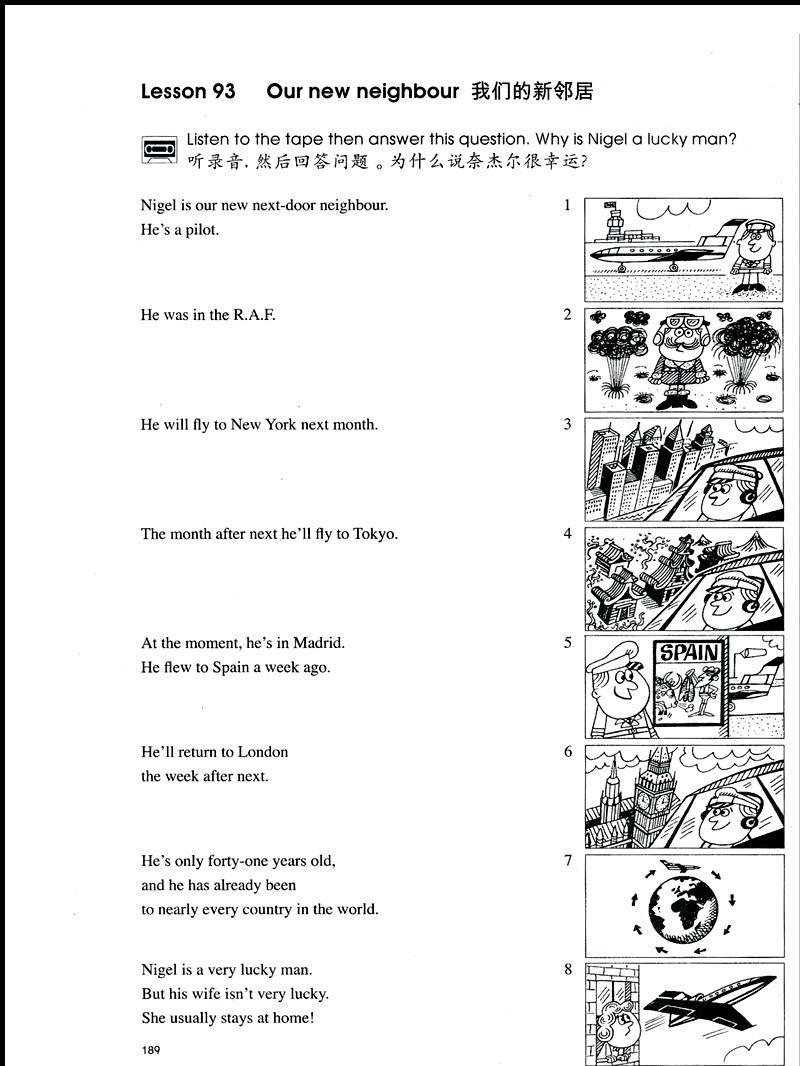 Lesson 93 Our new neighbour 我们的新邻居
Listen to the tape then answer this question. Why is Nigel a lucky man?
听录音，然后回答问题。为什么说奈杰尔很幸运?
Nigel is our new next-door neighbour.
He's a pilot.
1
He was in the R.A.F.
2
He will fly to New York next month.
3
The month after next he'll fly to Tokyo.
4
At the moment, he's in Madrid.
He flew to Spain a week ago.
5
SPAIN
He'll return to London
the week after next.
6
He's only forty-one years old,
and he has already been
to nearly every country in the world.
7
Nigel is a very lucky man.
But his wife isn't very lucky.
She usually stays at home!
8
189